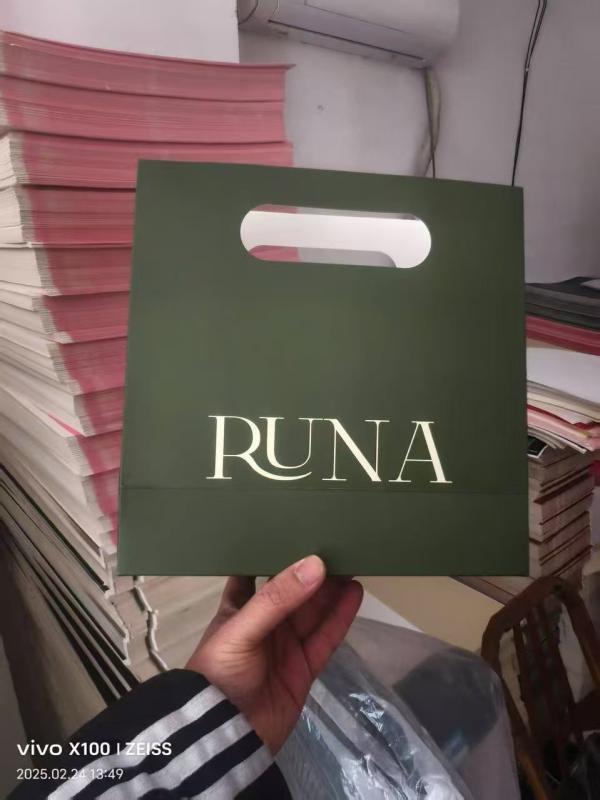 RUNA
vivo X100 | ZEISS
2025.02.24 13:49